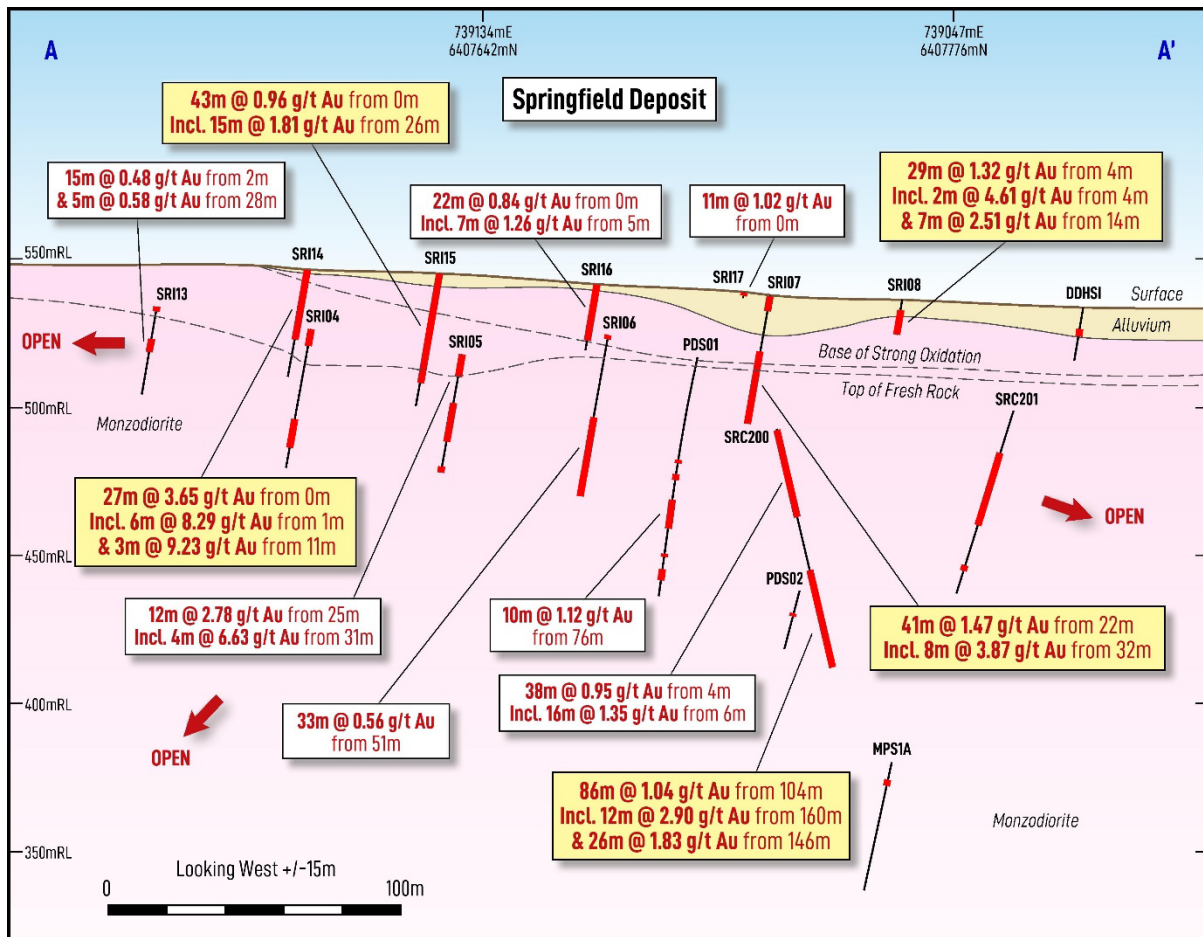 A
739134mE
6407642mN
739047mE
6407776mN
A'
Springfield Deposit
43m @ 0.96 g/t Au from 0m
Incl. 15m @ 1.81 g/t Au from 26m
15m @ 0.48 g/t Au from 2m
& 5m @ 0.58 g/t Au from 28m
22m @ 0.84 g/t Au from 0m
Incl. 7m @ 1.26 g/t Au from 5m
11m @ 1.02 g/t Au
from 0m
29m @ 1.32 g/t Au from 4m
Incl. 2m @ 4.61 g/t Au from 4m
& 7m @ 2.51 g/t Au from 14m
550mRL
SRI14
SRI15
SRI16
SRI17
SRI07
SRI08
DDHSI
Surface
SRI13
SRI04
SRI05
SRI06
PDS01
Alluvium
OPEN
Base of Strong Oxidation
Top of Fresh Rock
500mRL
Monzodiorite
SRC200
SRC201
27m @ 3.65 g/t Au from 0m
Incl. 6m @ 8.29 g/t Au from 1m
& 3m @ 9.23 g/t Au from 11m
OPEN
450mRL
PDS02
12m @ 2.78 g/t Au from 25m
Incl. 4m @ 6.63 g/t Au from 31m
10m @ 1.12 g/t Au
from 76m
41m @ 1.47 g/t Au from 22m
Incl. 8m @ 3.87 g/t Au from 32m
38m @ 0.95 g/t Au from 4m
Incl. 16m @ 1.35 g/t Au from 6m
400mRL
33m @ 0.56 g/t Au
from 51m
OPEN
MPS1A
86m @ 1.04 g/t Au from 104m
Incl. 12m @ 2.90 g/t Au from 160m
& 26m @ 1.83 g/t Au from 146m
Monzodiorite
350mRL
Looking West +/-15m
0
100m